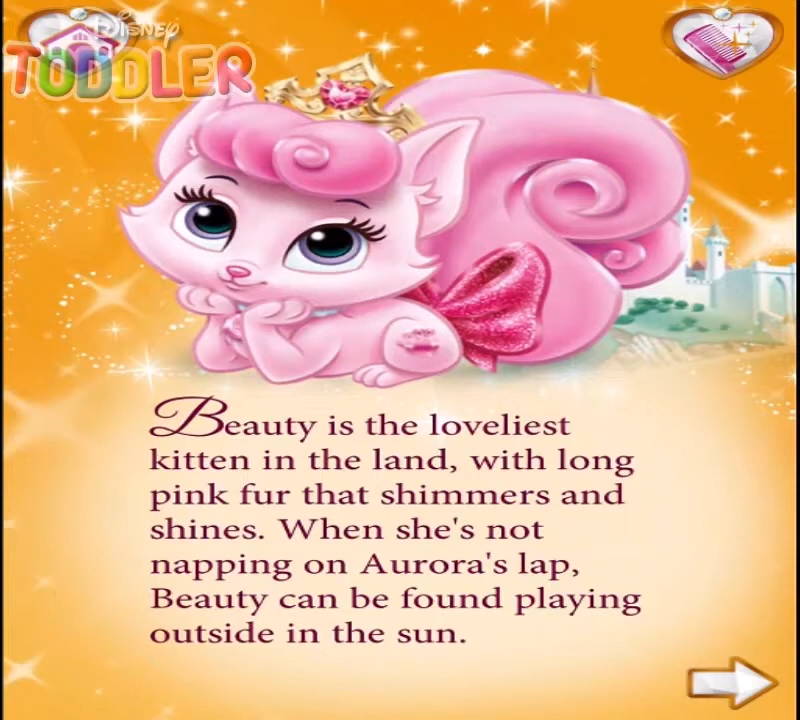 Disney
TODDLER
Beauty is the loveliest
kitten in the land, with long
pink fur that shimmers and
shines. When she's not
napping on Aurora's lap,
Beauty can be found playing
outside in the sun.